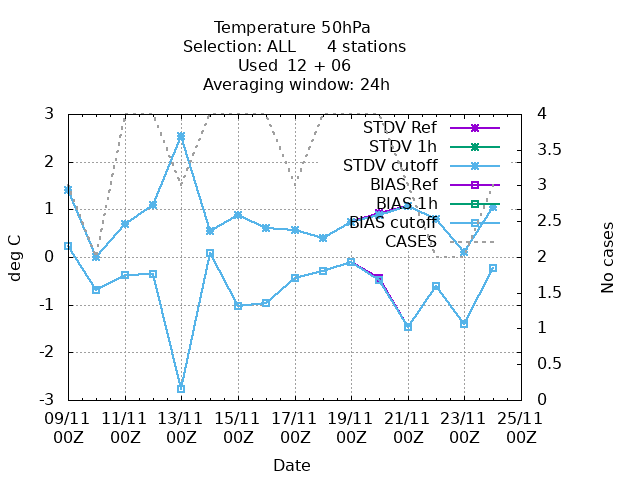 Temperature 50hPa
Selection: ALL 4 stations
Used 12 + 06
Averaging window: 24h
STDV Ref
STDV 1h
STDV cutoff
BIAS Ref
BIAS 1h
BIAS cutoff
CASES
3
2
1
0
-1
-2
-3
deg C
4
3.5
3
2.5
2
1.5
1
0.5
0
No cases
09/11 11/11 13/11 15/11 17/11 19/11 21/11 23/11 25/11
00Z 00Z 00Z 00Z 00Z 00Z 00Z 00Z 00Z
Date